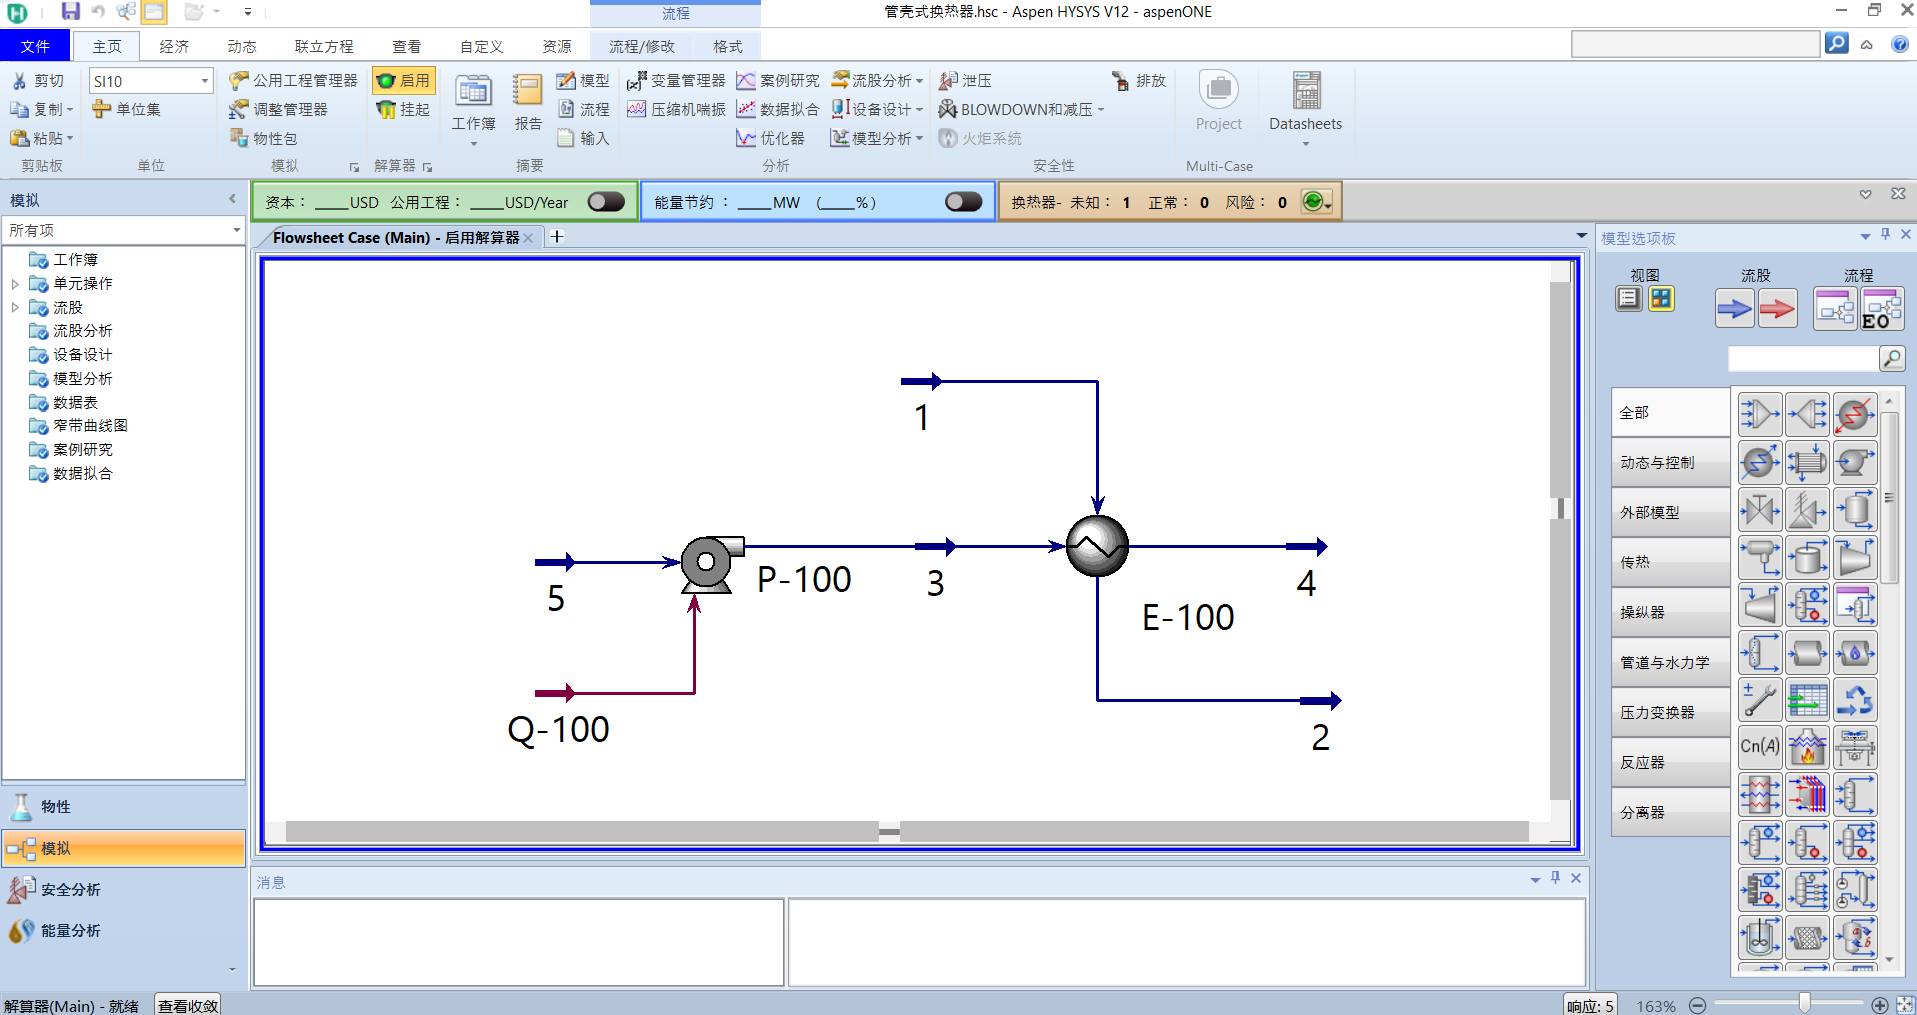 流程
管壳式换热器.hsc - Aspen HYSYS V12 - aspenONE
文件 主页 经济 动态 联立方程 查看 自定义 资源 流程/修改 格式
剪切
复制
粘贴
剪贴板
SI10
单位集
单位
公用工程管理器
调整管理器
物性包
模拟
启用
挂起
解算器
工作簿
报告
模型
流程
输入
摘要
变量管理器
压缩机喘振
案例研究
数据拟合
优化器
流股分析
设备设计
模型分析
分析
泄压
BLOWDOWN和减压
火炬系统
排放
安全性
Project
Multi-Case
Datasheets
模拟
所有项
工作簿
单元操作
流股
流股分析
设备设计
模型分析
数据表
窄带曲线图
案例研究
数据拟合
物性
模拟
安全分析
能量分析
资本： ____USD 公用工程： ____USD/Year
能量节约 ： ____MW (____%)
换热器- 未知： 1 正常： 0 风险： 0
Flowsheet Case (Main) - 启用解算器
1
5
P-100
3
4
E-100
Q-100
2
消息
模型选项板
视图 流股 流程
EO
全部
动态与控制
外部模型
传热
操纵器
管道与水力学
压力变换器
反应器
分离器
Cn(A)
解算器(Main) - 就绪 查看收敛
响应: 5 163%